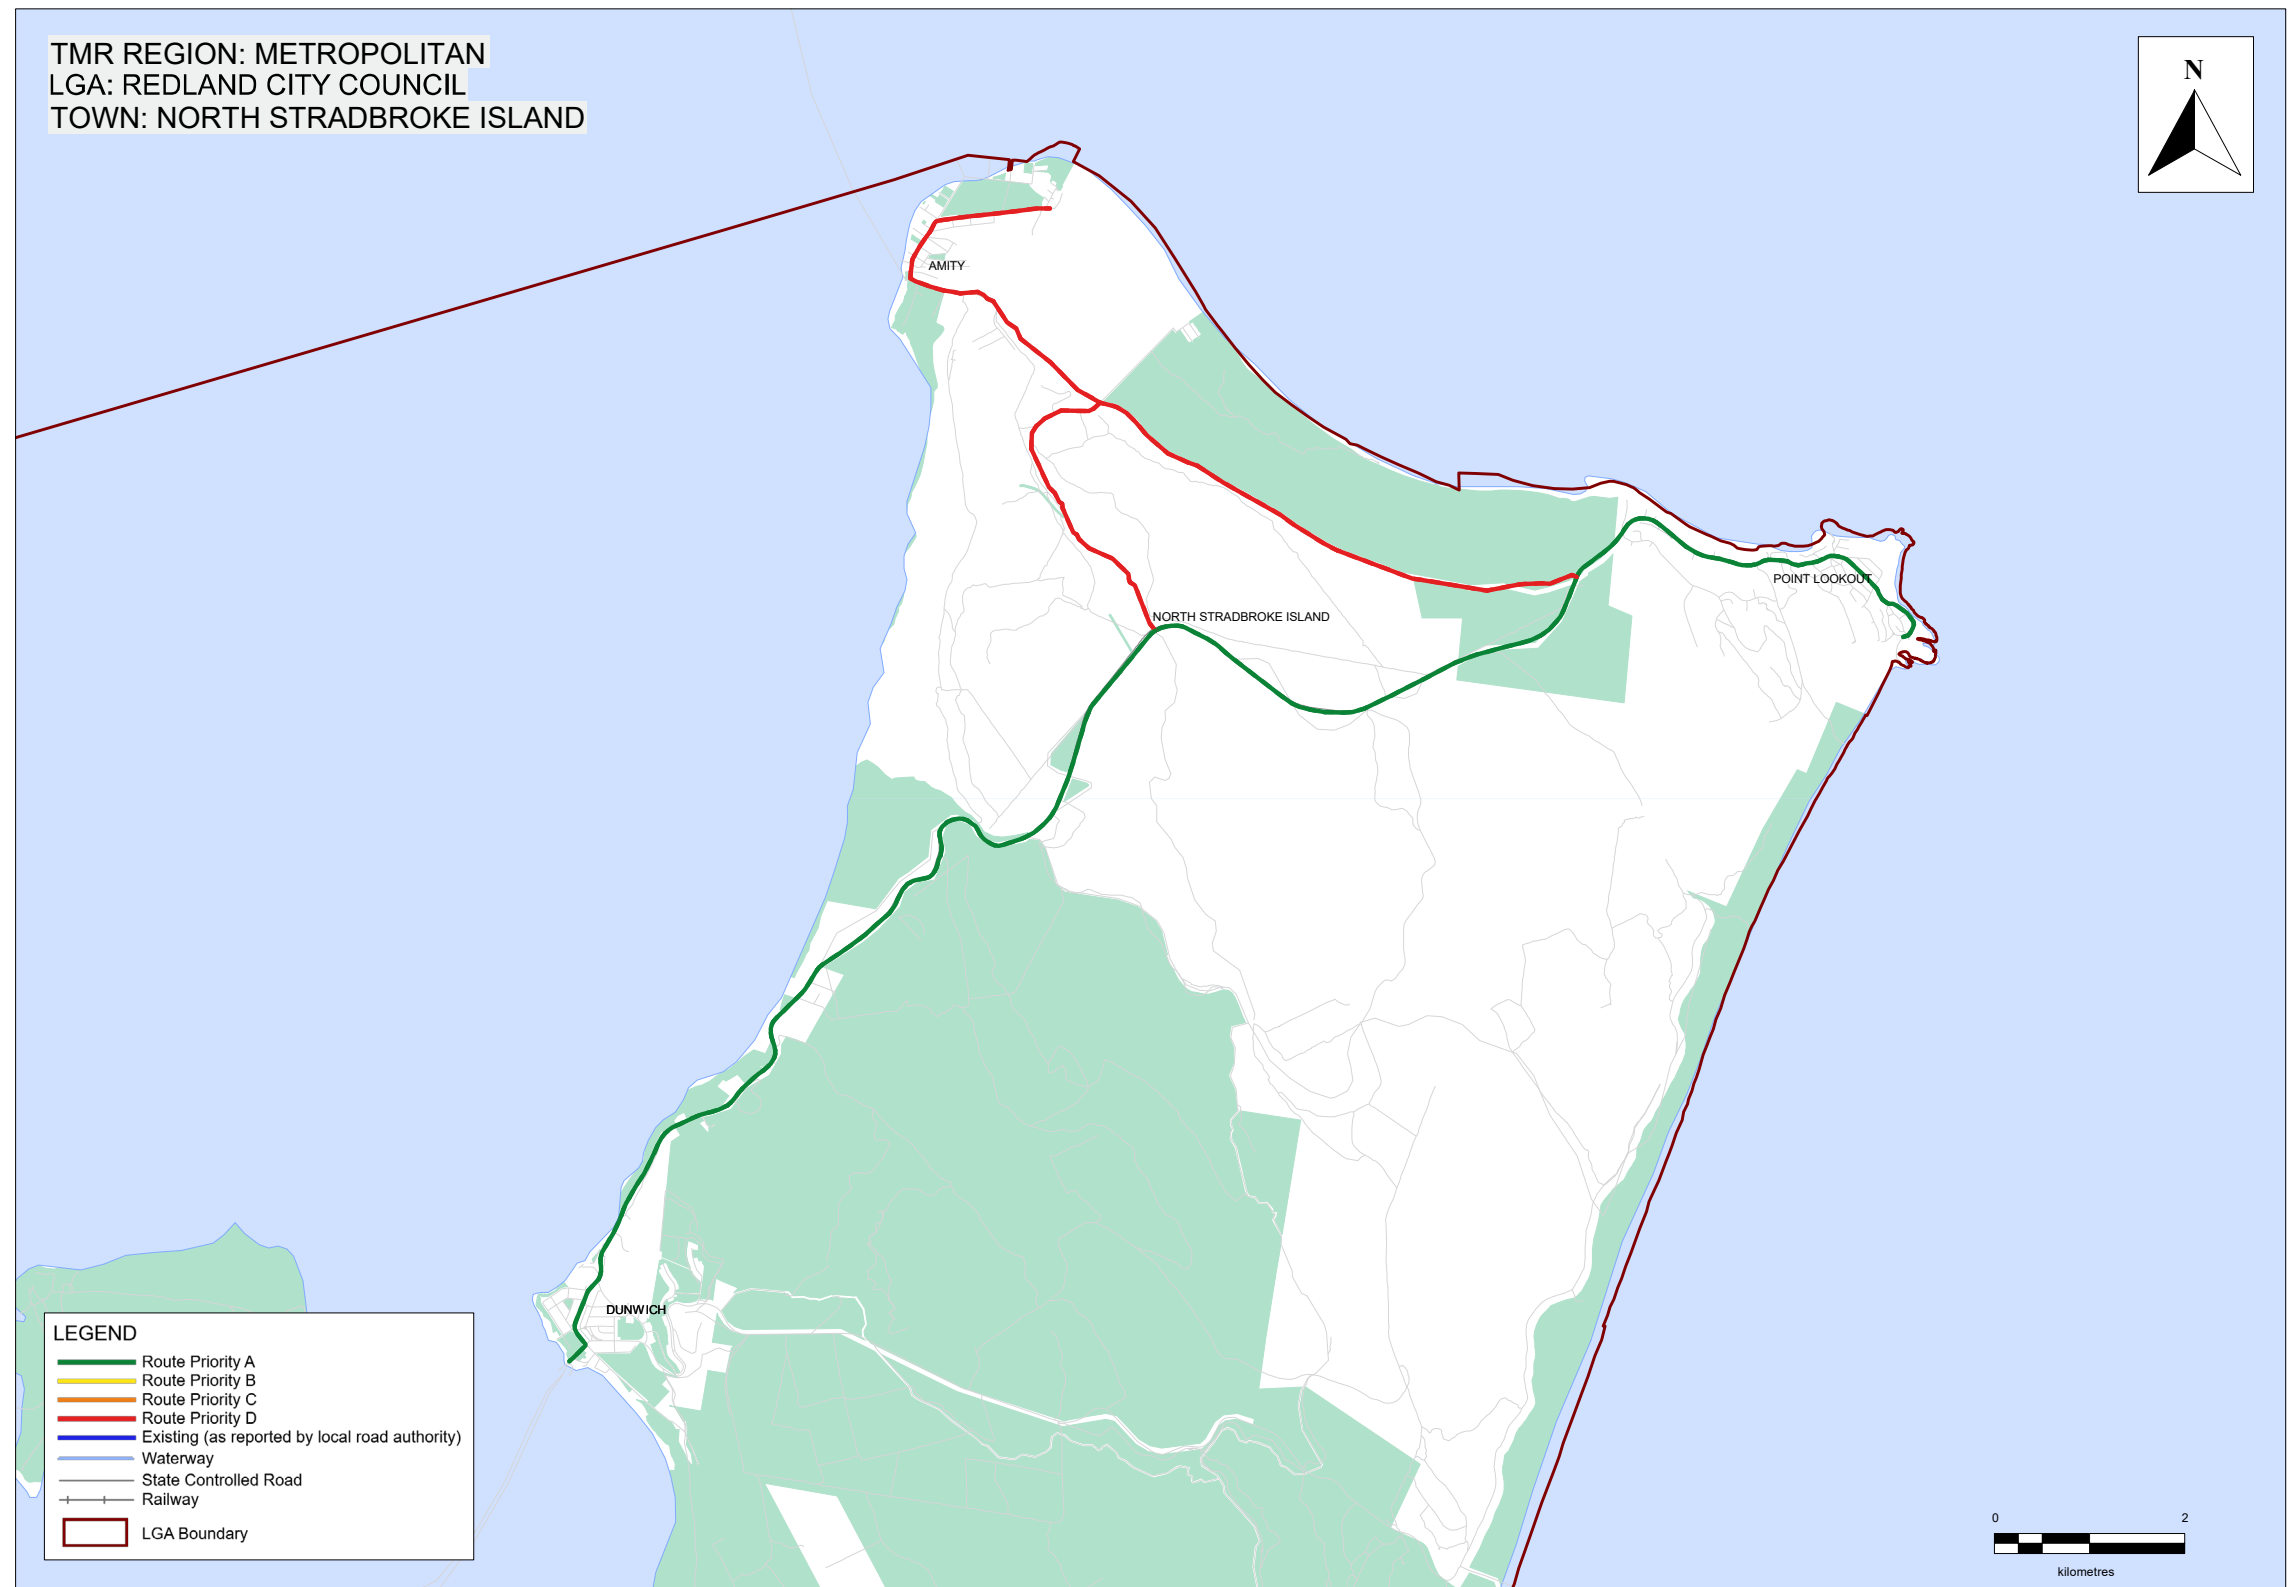 TMR REGION: METROPOLITAN
LGA: REDLAND CITY COUNCIL
TOWN: NORTH STRADBROKE ISLAND
N
AMITY
POINT LOOKOUT
NORTH STRADBROKE ISLAND
DUNWICH
LEGEND
Route Priority A
Route Priority B
Route Priority C
Route Priority D
Existing (as reported by local road authority)
Waterway
State Controlled Road
Railway
LGA Boundary
0 2
kilometres